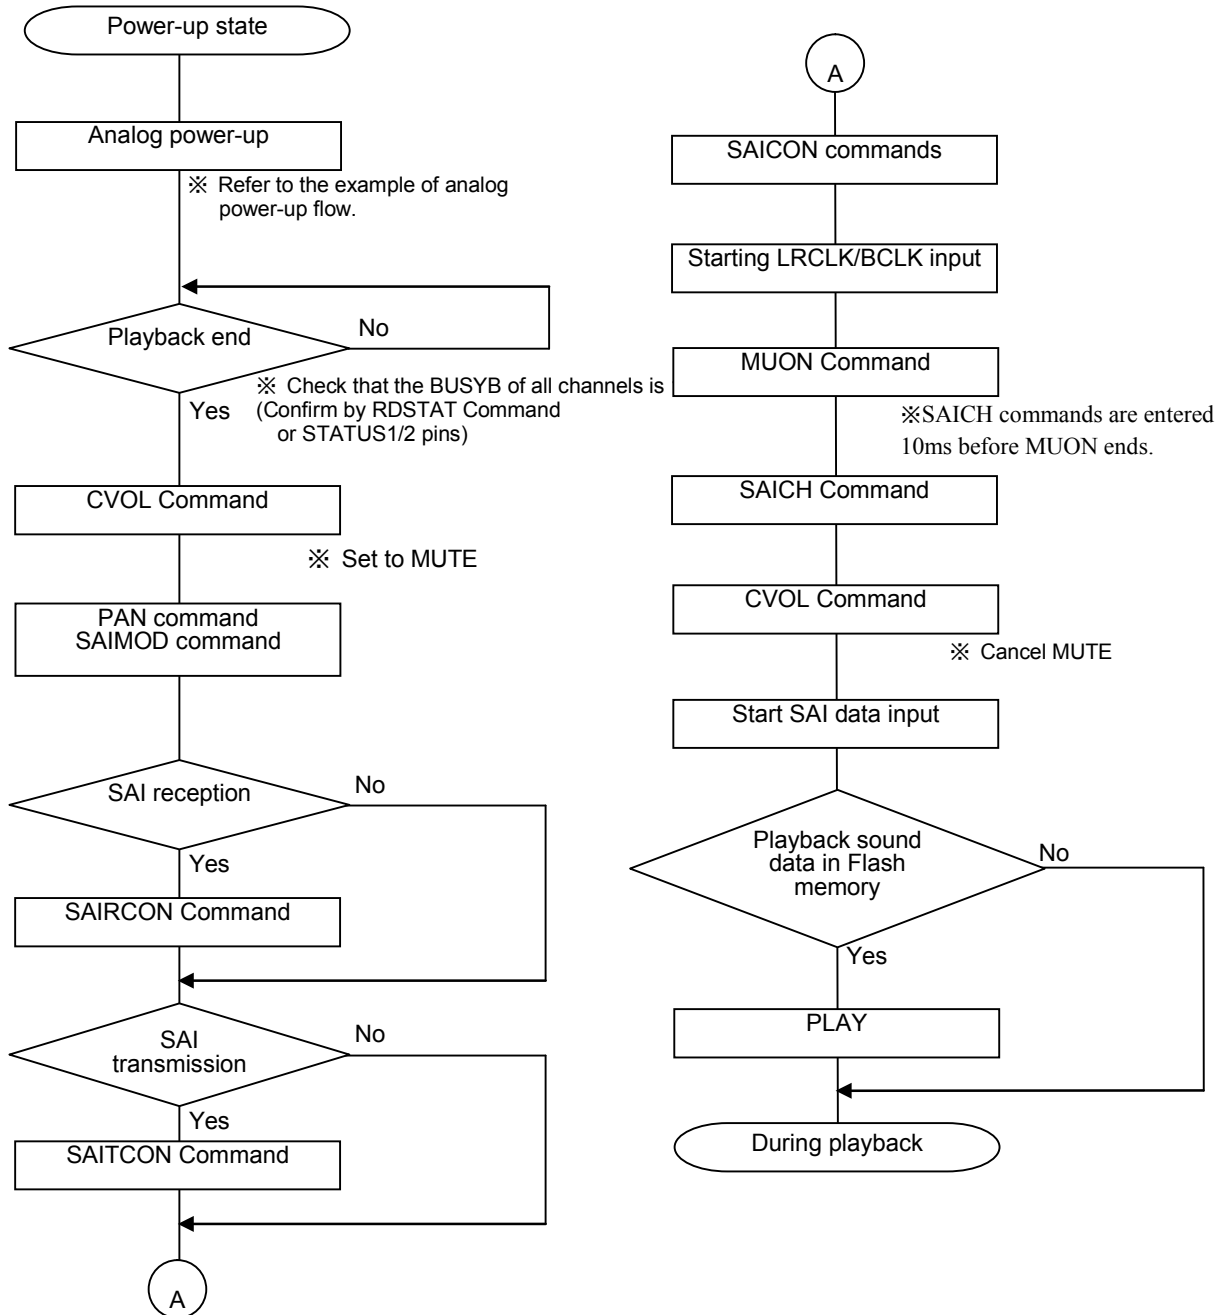 Power-up state
Analog power-up
※ Refer to the example of analog
power-up flow.
Playback end
No
※ Check that the BUSYB of all channels is
(Confirm by RDSTAT Command
or STATUS1/2 pins)
Yes
CVOL Command
※ Set to MUTE
PAN command
SAIMOD command
SAI reception
No
Yes
SAIRCON Command
SAI
transmission
No
Yes
SAITCON Command
A
A
SAICON commands
Starting LRCLK/BCLK input
MUON Command
※SAICH commands are entered
10ms before MUON ends.
SAICH Command
CVOL Command
※ Cancel MUTE
Start SAI data input
Playback sound
data in Flash
memory
No
Yes
PLAY
During playback